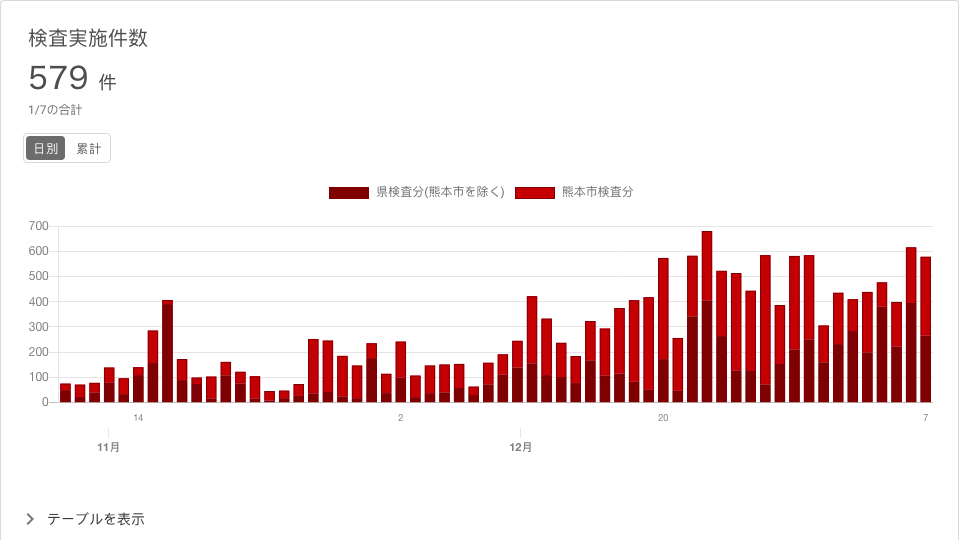 検査実施件数
579 件
1/7の合計
日別 累計
県検査分(熊本市を除く) 熊本市検査分
700
600
500
400
300
200
100
0
14 2 20 7
11月 12月
テーブルを表示